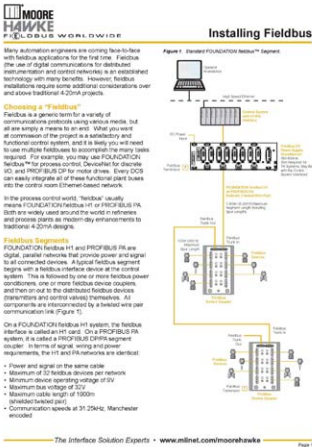 MOORE
HAWKE
FIELDBUS WORLDWIDE
Installing Fieldbus
Many automation engineers are coming face-to-face
with fieldbus applications for the first time. Fieldbus
(the use of digital communications for distributed
instrumentation and control networks) is an established
technology with many benefits. However, fieldbus
installations require some additional considerations over
and above traditional 4-20mA projects.
Choosing a "Fieldbus"
Fieldbus is a generic term for a variety of
communications protocols using various media, but
all are simply a means to an end. What you want
at commission of the project is a satisfactory and
functional control system, and it is likely you will need
to use multiple fieldbuses to accomplish the many tasks
required. For example, you may use FOUNDATION
fieldbus™ for process control, DeviceNet for discrete
I/O, and PROFIBUS DP for motor drives. Every DCS
can easily integrate all of these functional plant buses
into the control room Ethernet-based network.
In the process control world, "fieldbus" usually
means FOUNDATION fieldbus H1 or PROFIBUS PA.
Both are widely used around the world in refineries
and process plants as modern day enhancements to
traditional 4-20mA designs.
Fieldbus Segments
FOUNDATION fieldbus H1 and PROFIBUS PA are
digital, parallel networks that provide power and signal
to all connected devices. A typical fieldbus segment
begins with a fieldbus interface device at the control
system. This is followed by one or more fieldbus power
conditioners, one or more fieldbus device couplers,
and then on out to the distributed fieldbus devices
(transmitters and control valves) themselves. All
components are interconnected by a twisted wire pair
communication link (Figure 1).
On a FOUNDATION fieldbus H1 system, the fieldbus
interface is called an H1 card. On a PROFIBUS PA
system, it is called a PROFIBUS DP/PA segment
coupler. In terms of signal, wiring and power
requirements, the H1 and PA networks are identical:
• Power and signal on the same cable
• Maximum of 32 fieldbus devices per network
• Minimum device operating voltage of 9V
• Maximum bus voltage of 32V
• Maximum cable length of 1900m
(shielded twisted pair)
• Communication speeds at 31.25kHz, Manchester
encoded
Figure 1 Standard FOUNDATION fieldbus™ Segment.
High Speed Ethernet
The Interface Solution Experts • www.miinet.com/moorehawke
Page 1